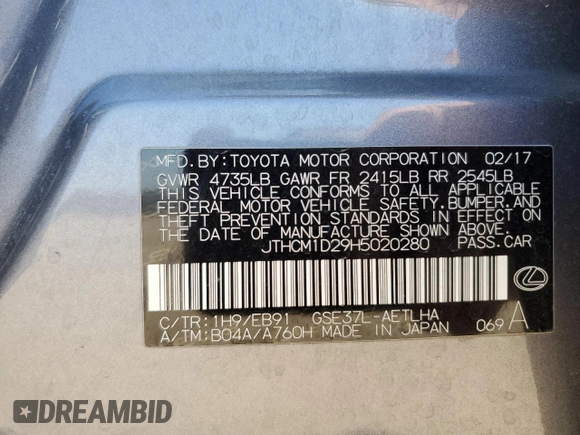 MFD. BY: TOYOTA MOTOR CORPORATION 02/17
GVWR 4735LB GAWR FR 2415LB RR 2545LB
THIS VEHICLE CONFORMS TO ALL APPLICABLE
FEDERAL MOTOR VEHICLE SAFETY, BUMPER, AND
THEFT PREVENTION STANDARDS IN EFFECT ON
THE DATE OF MANUFACTURE SHOWN ABOVE.
JTHCM1D29H5020280 PASS. CAR
C/TR: 1H9/EB91 GSE37L-AETLHA
A/TM: B04A/A760H MADE IN JAPAN 069 A
DREAMBID